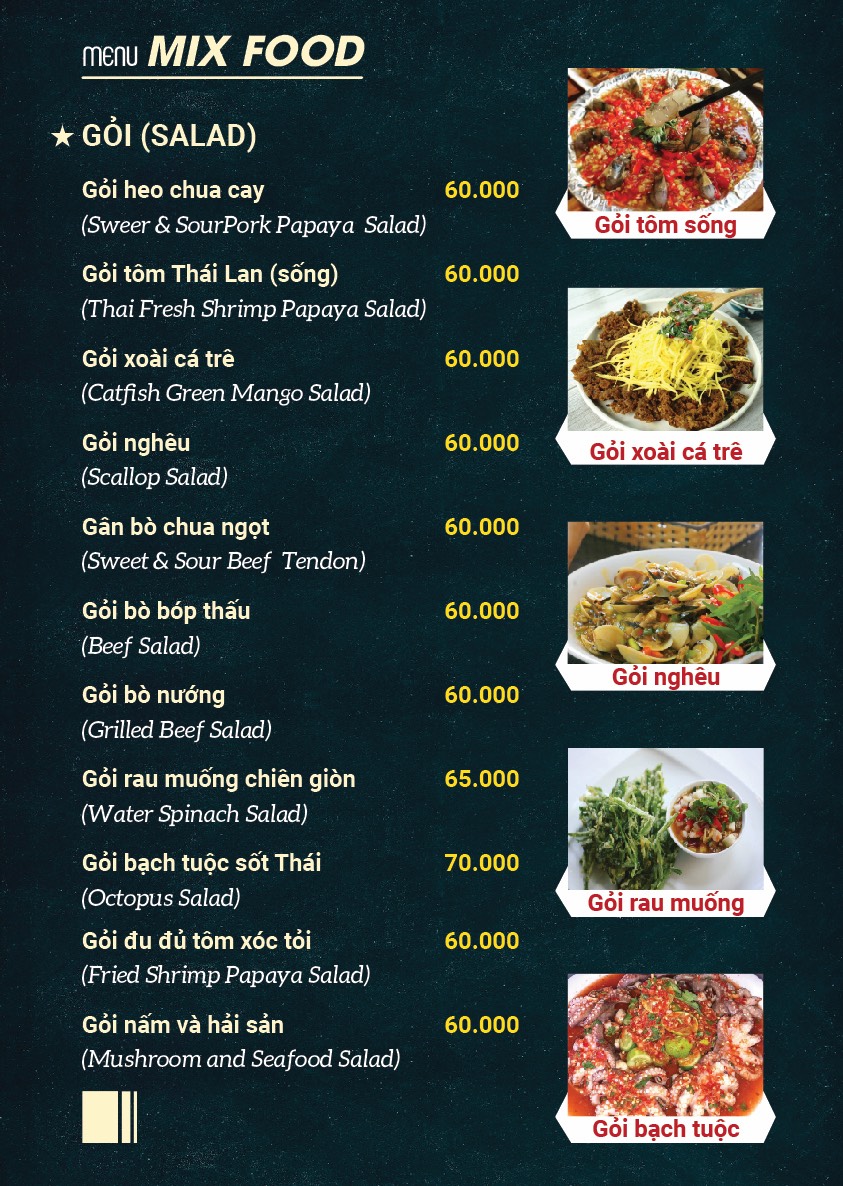 menu MIX FOOD
★ GỎI (SALAD)
Gỏi heo chua cay 60.000
(Sweer & SourPork Papaya Salad)
Gỏi tôm Thái Lan (sống) 60.000
(Thai Fresh Shrimp Papaya Salad)
Gỏi xoài cá trê 60.000
(Catfish Green Mango Salad)
Gỏi nghêu 60.000
(Scallop Salad)
Gân bò chua ngọt 60.000
(Sweet & Sour Beef Tendon)
Gỏi bò bóp thấu 60.000
(Beef Salad)
Gỏi bò nướng 60.000
(Grilled Beef Salad)
Gỏi rau muống chiên giòn 65.000
(Water Spinach Salad)
Gỏi bạch tuộc sốt Thái 70.000
(Octopus Salad)
Gỏi đu đủ tôm xóc tỏi 60.000
(Fried Shrimp Papaya Salad)
Gỏi nấm và hải sản 60.000
(Mushroom and Seafood Salad)
Gỏi tôm sống
Gỏi xoài cá trê
Gỏi nghêu
Gỏi rau muống
Gỏi bạch tuộc